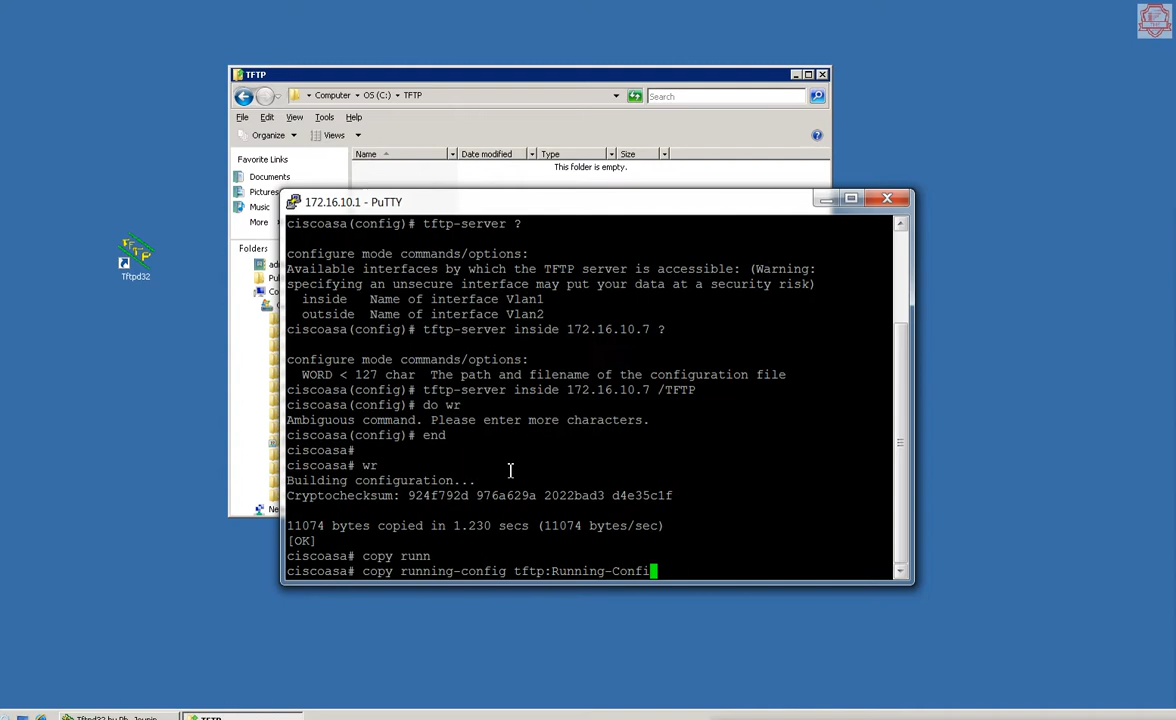 TFTP
Computer OS (C:) TFTP
Search
File Edit View Tools Help
Organize Views
Favorite Links
Name Date modified Type Size
This folder is empty.
Documents
Pictures
Music
More
Folders
Tftpd32
172.16.10.1 - PuTTY
ciscoasa(config)# tftp-server ?
configure mode commands/options:
Available interfaces by which the TFTP server is accessible: (Warning:
specifying an unsecure interface may put your data at a security risk)
inside Name of interface Vlan1
outside Name of interface Vlan2
ciscoasa(config)# tftp-server inside 172.16.10.7 ?
configure mode commands/options:
WORD < 127 char The path and filename of the configuration file
ciscoasa(config)# tftp-server inside 172.16.10.7 /TFTP
ciscoasa(config)# do wr
Ambiguous command. Please enter more characters.
ciscoasa(config)# end
ciscoasa#
ciscoasa# wr
Building configuration...
Cryptochecksum: 924f792d 976a629a 2022bad3 d4e35c1f
11074 bytes copied in 1.230 secs (11074 bytes/sec)
[OK]
ciscoasa# copy runn
ciscoasa# copy running-config tftp:Running-Confi
Tftpd32 by Ph. Jounin
TFTP